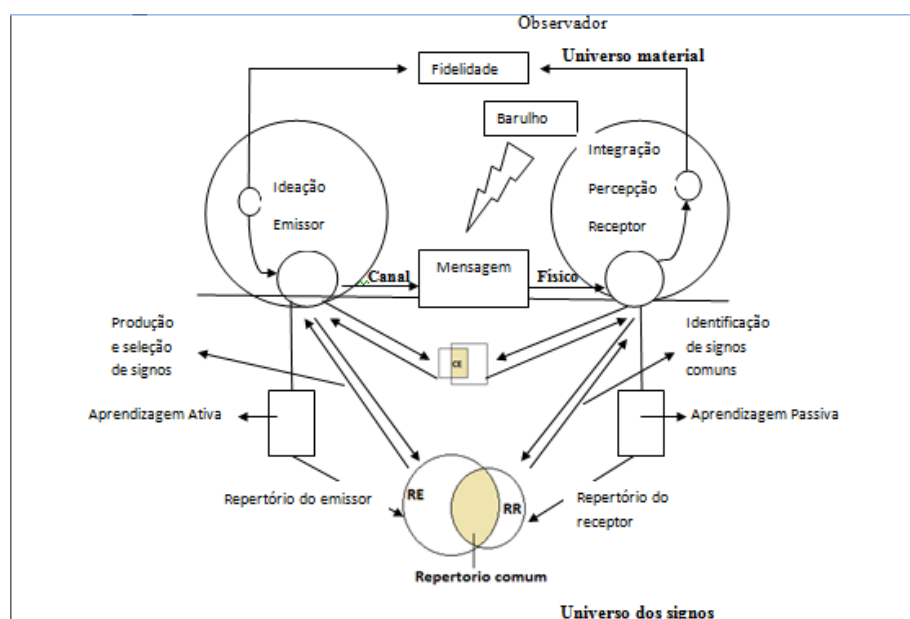 Observador
Universo material
Fidelidade
Barulho
Ideação
Emissor
Integração
Percepção
Receptor
Canal
Mensagem
Físico
Produção
e seleção
de signos
Identificação
de signos
comuns
CE
Aprendizagem Ativa
Aprendizagem Passiva
Repertório do emissor
RE
RR
Repertório do
receptor
Repertorio comum
Universo dos signos